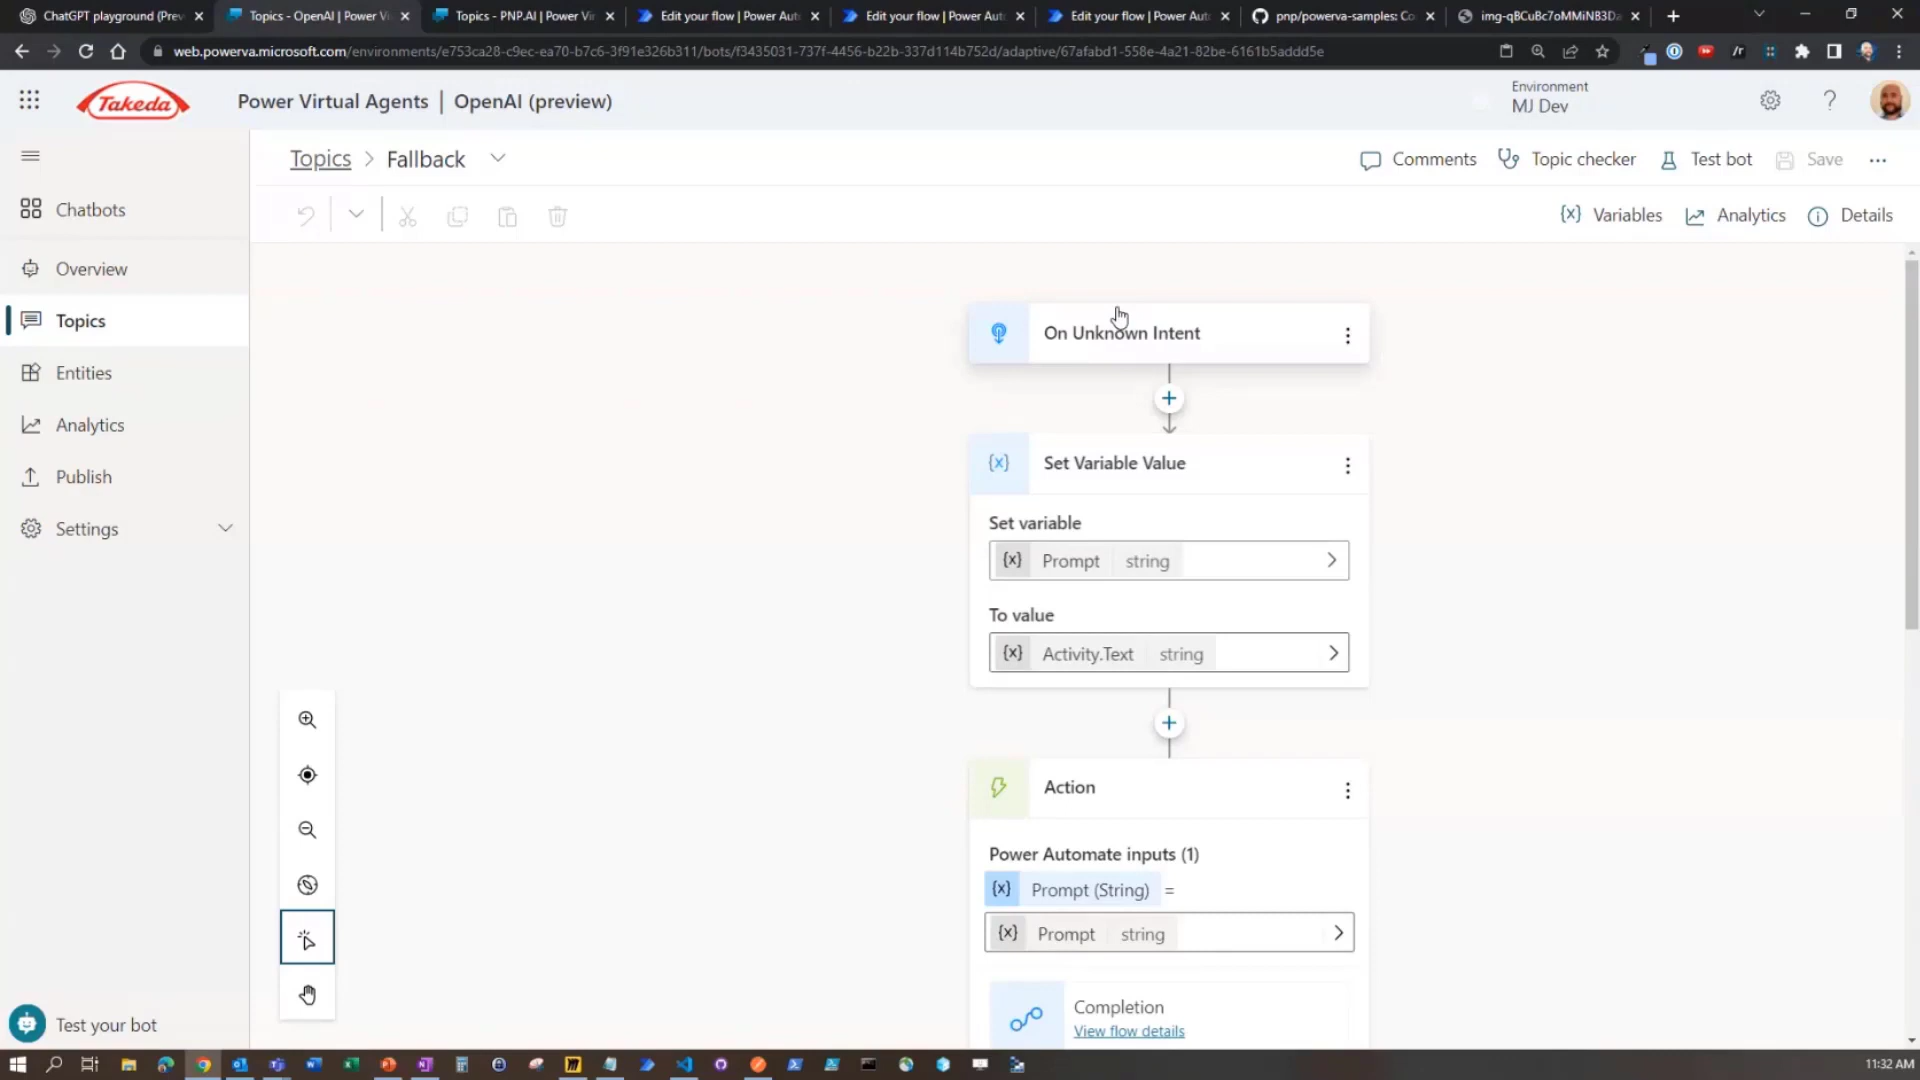 ChatGPT playground (Prev
Topics - OpenAI | Power Vi
Topics - PNP.AI | Power Vir
Edit your flow | Power Aut
Edit your flow | Power Aut
Edit your flow | Power Aut
pnp/powerva-samples: Co
img-qBCuBc7oMMiNB3Da
web.powerva.microsoft.com/environments/e753ca28-c9ec-ea70-b7c6-3f91e326b311/bots/f3435031-737f-4456-b22b-337d114b752d/adaptive/67afabd1-558e-4a21-82be-6161b5addd5e
Takeda
Power Virtual Agents | OpenAI (preview)
Environment
MJ Dev
Topics > Fallback
Comments
Topic checker
Test bot
Save
{x} Variables
Analytics
Details
Chatbots
Overview
Topics
Entities
Analytics
Publish
Settings
Test your bot
On Unknown Intent
{x} Set Variable Value
Set variable
{x} Prompt string
To value
{x} Activity.Text string
Action
Power Automate inputs (1)
{x} Prompt (String) =
{x} Prompt string
Completion
View flow details
11:32 AM